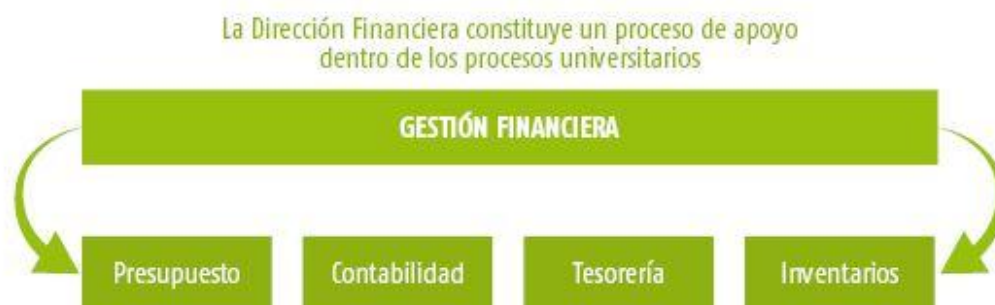 La Dirección Financiera constituye un proceso de apoyo
dentro de los procesos universitarios
GESTIÓN FINANCIERA
Presupuesto
Contabilidad
Tesorería
Inventarios